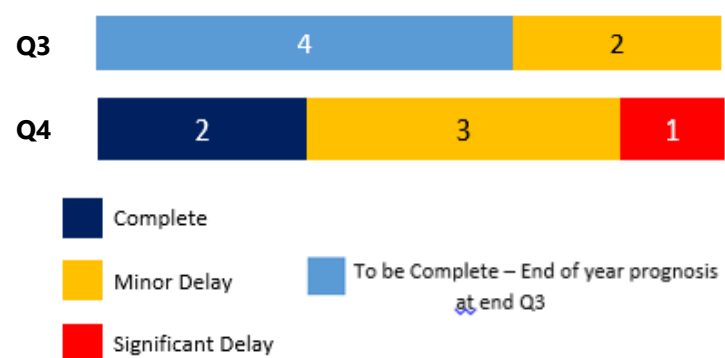 Q3
4
2
Q4
2
3
1
Complete
Minor Delay
To be Complete – End of year prognosis
at end Q3
Significant Delay